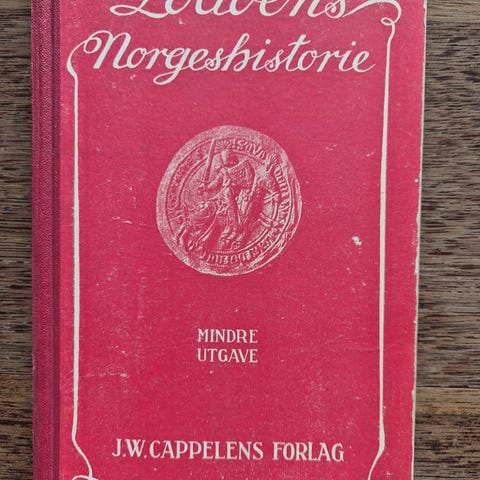 Norgeshistorie
MINDRE
UTGAVE
J.W. CAPPELENS FORLAG